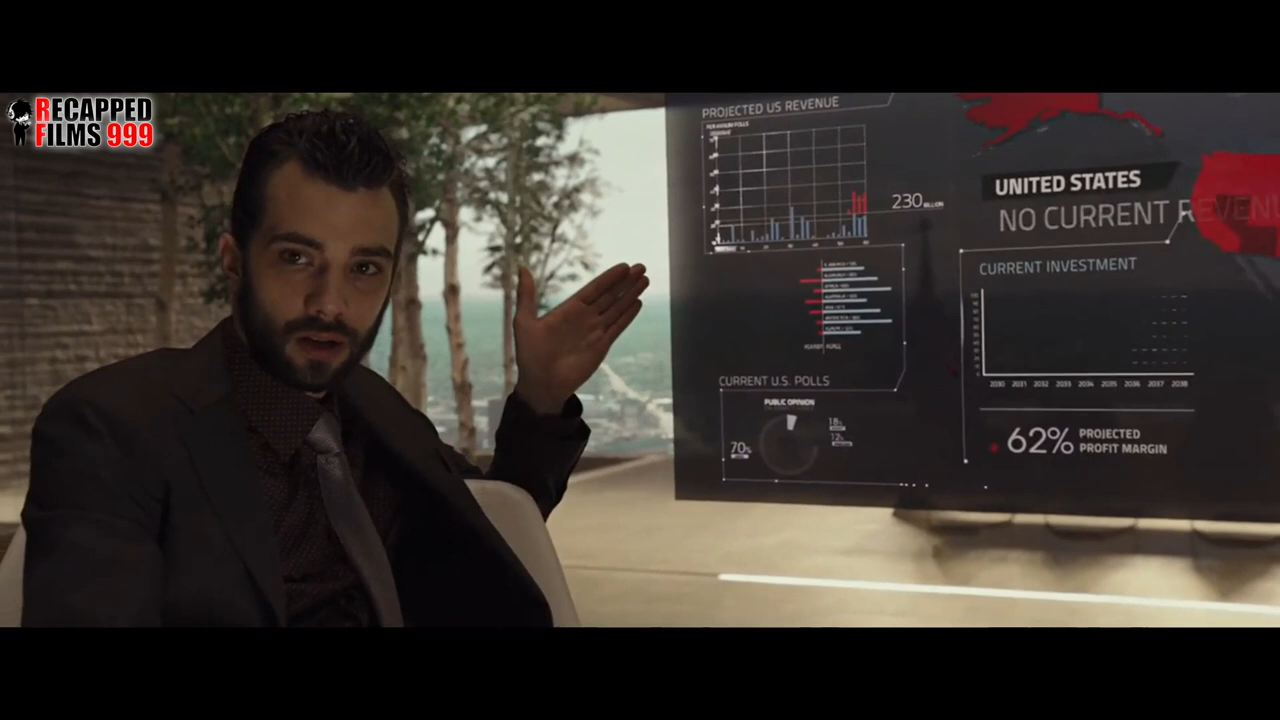 RECAPPED
FILMS 999
PROJECTED US REVENUE
230 BILLION
UNITED STATES
NO CURRENT REVEN
CURRENT INVESTMENT
2030 2031 2032 2033 2034 2035 2036 2037 2038
62% PROJECTED
PROFIT MARGIN
CURRENT U.S. POLLS
PUBLIC OPINION
70%
18%
12%